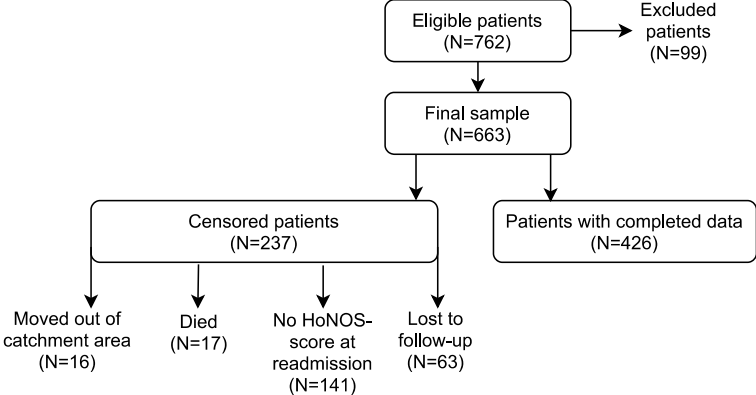 Eligible patients
(N=762)
Excluded
patients
(N=99)
Final sample
(N=663)
Censored patients
(N=237)
Patients with completed data
(N=426)
Moved out of
catchment area
(N=16)
Died
(N=17)
No HoNOS-
score at
readmission
(N=141)
Lost to
follow-up
(N=63)